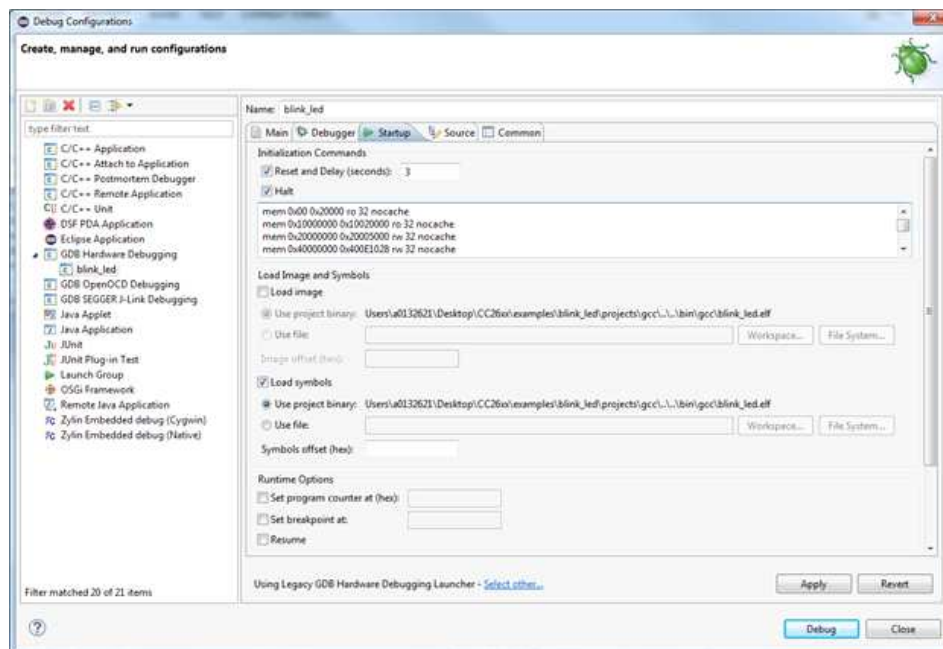 Debug Configurations
Create, manage, and run configurations
type filter text
C/C++ Application
C/C++ Attach to Application
C/C++ Postmortem Debugger
C/C++ Remote Application
C/C++ Unit
DSF PDA Application
Eclipse Application
GDB Hardware Debugging
blink_led
GDB OpenOCD Debugging
GDB SEGGER J-Link Debugging
Java Applet
Java Application
JUnit
JUnit Plug-in Test
Launch Group
OSGi Framework
Remote Java Application
Zylin Embedded debug (Cygwin)
Zylin Embedded debug (Native)
Filter matched 20 of 21 items
Name: blink_led
Main Debugger Startup Source Common
Initialization Commands
Reset and Delay (seconds): 3
Halt
mem 0x00 0x20000 ro 32 nocache
mem 0x10000000 0x10020000 ro 32 nocache
mem 0x20000000 0x20005000 rw 32 nocache
mem 0x40000000 0x400E1028 rw 32 nocache
Load Image and Symbols
Load image
Use project binary: Users\a0132621\Desktop\CC26xx\examples\blink_led\projects\gcc\..\..\bin\gcc\blink_led.elf
Use file: Workspace... File System...
Image offset (hex):
Load symbols
Use project binary: Users\a0132621\Desktop\CC26xx\examples\blink_led\projects\gcc\..\..\bin\gcc\blink_led.elf
Use file: Workspace... File System...
Symbols offset (hex):
Runtime Options
Set program counter at (hex):
Set breakpoint at:
Resume
Using Legacy GDB Hardware Debugging Launcher - Select other...
Apply Revert
Debug Close